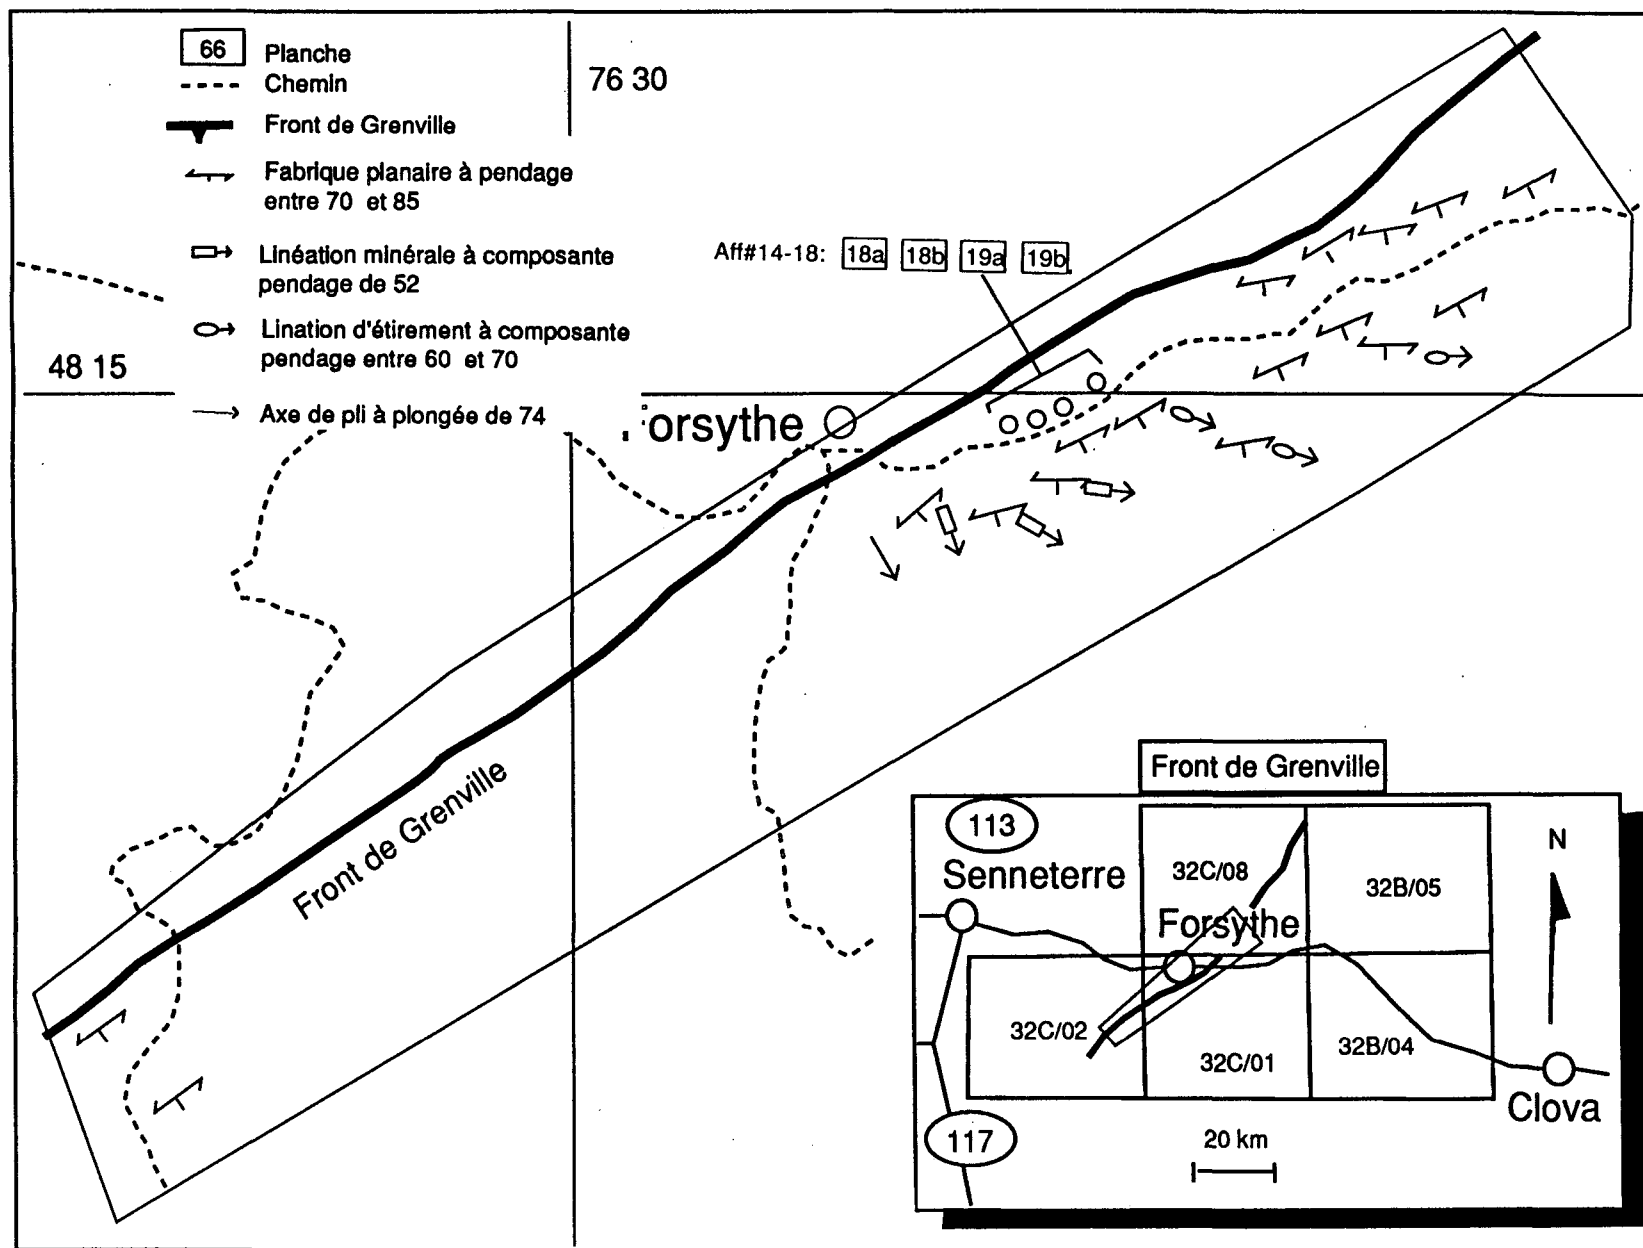 66 Planche
Chemin
76 30
Front de Grenville
Fabrique planaire à pendage
entre 70 et 85
Aff#14-18: 18a 18b 19a 19b
Linéation minérale à composante
pendage de 52
Lination d'étirement à composante
pendage entre 60 et 70
48 15
Axe de pli à plongée de 74
orsythe
Front de Grenville
Front de Grenville
113
Senneterre
32C/08
32B/05
N
Forsythe
32C/02
32C/01
32B/04
Clova
117
20 km